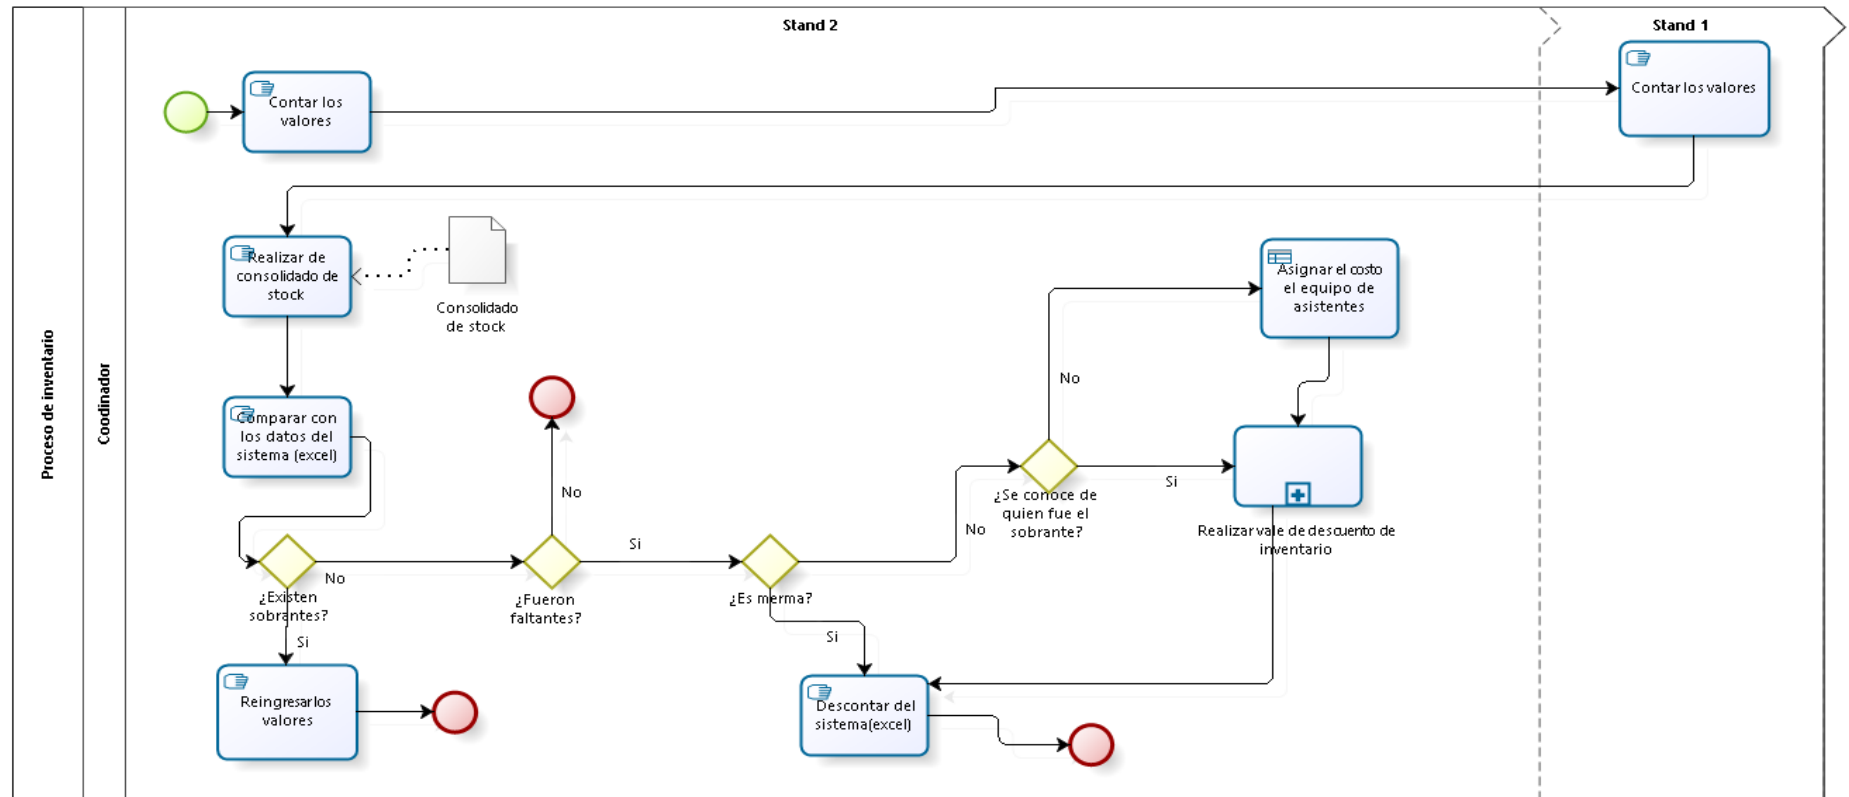 Stand 2
Stand 1
Proceso de inventario
Coodinador
Contar los
valores
Contar los valores
Realizar de
consolidado de
stock
Consolidado
de stock
Asignar el costo
el equipo de
asistentes
Comparar con
los datos del
sistema (excel)
No
No
Si
¿Se conoce de
quien fue el
sobrante?
No
Si
Realizar vale de descuento de
inventario
¿Existen
sobrantes?
No
¿Fueron
faltantes?
¿Es merma?
Si
Si
Reingresarlos
valores
Descontar del
sistema(excel)